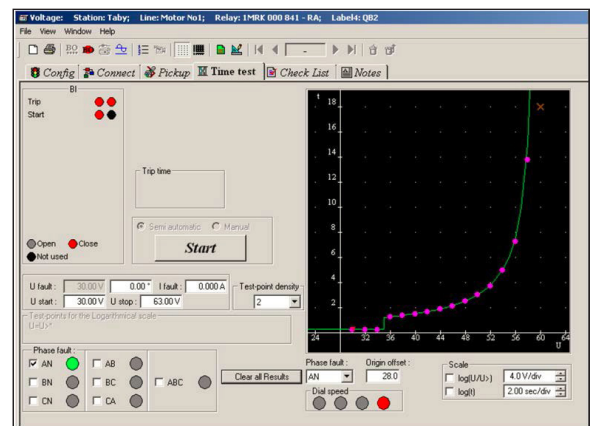 Voltage: Station: Taby; Line: Motor No1; Relay: 1MRK 000 841 - RA; Label4: QB2
File View Window Help
Config Connect Pickup Time test Check List Notes
BI
Trip
Start
Trip time
Semi automatic Manual
Start
Open Close
Not used
U fault : 30.00 V 0.00 ° I fault : 0.000 A
U start : 30.00 V U stop : 63.00 V
Test-point density
2
Test-points for the Logarithmical scale
U=U>*
Phase fault :
AN AB
BN BC ABC
CN CA
Clear all Results
t
18
16
14
12
10
8
6
4
2
24 32 36 40 44 48 52 56 60 64
U
Phase fault : Origin offset :
AN 28.0
Dial speed
Scale
log(U/U>) 4.0 V/div
log(t) 2.00 sec/div